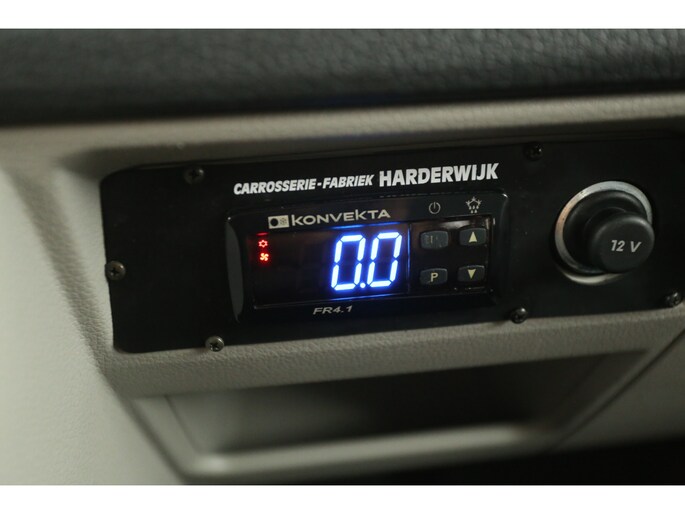 CARROSSERIE-FABRIEK HARDERWIJK
KONVEKTA
0.0
P
FR4.1
12 V